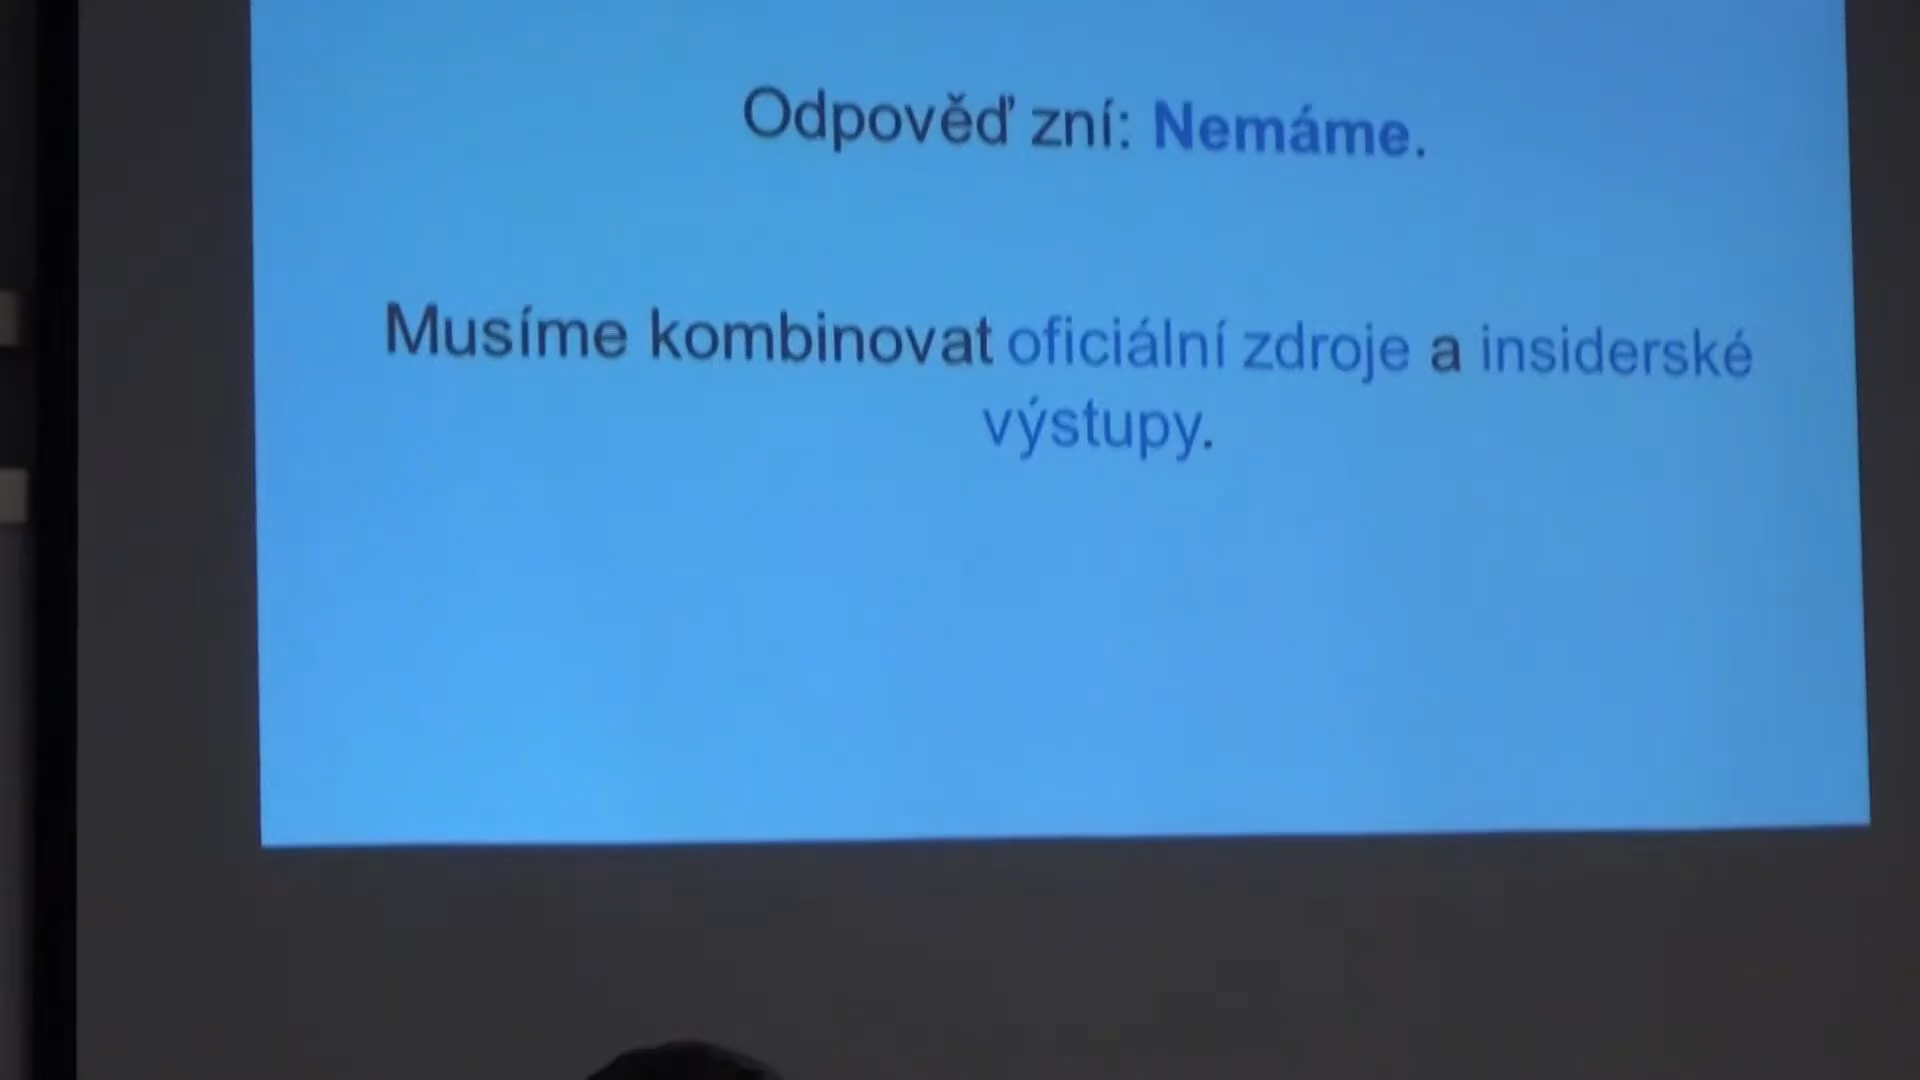 Odpověď zní: Nemáme.
Musíme kombinovat oficiální zdroje a insiderské
výstupy.